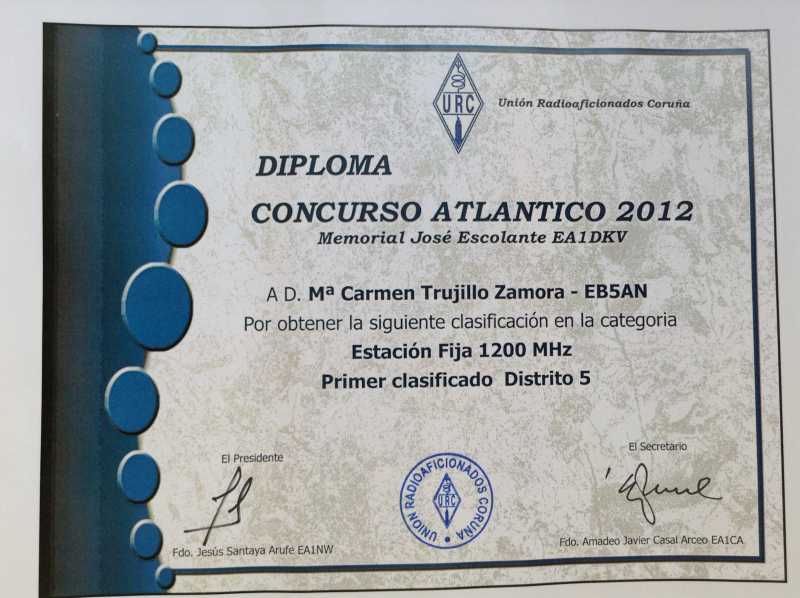 URC
Unión Radioaficionados Coruña
DIPLOMA
CONCURSO ATLANTICO 2012
Memorial José Escolante EA1DKV
A D. Mª Carmen Trujillo Zamora - EB5AN
Por obtener la siguiente clasificación en la categoria
Estación Fija 1200 MHz
Primer clasificado Distrito 5
El Presidente
El Secretario
UNION RADIOAFICIONADOS CORUÑA
URC
Fdo. Jesús Santaya Arufe EA1NW
Fdo. Amadeo Javier Casal Arceo EA1CA